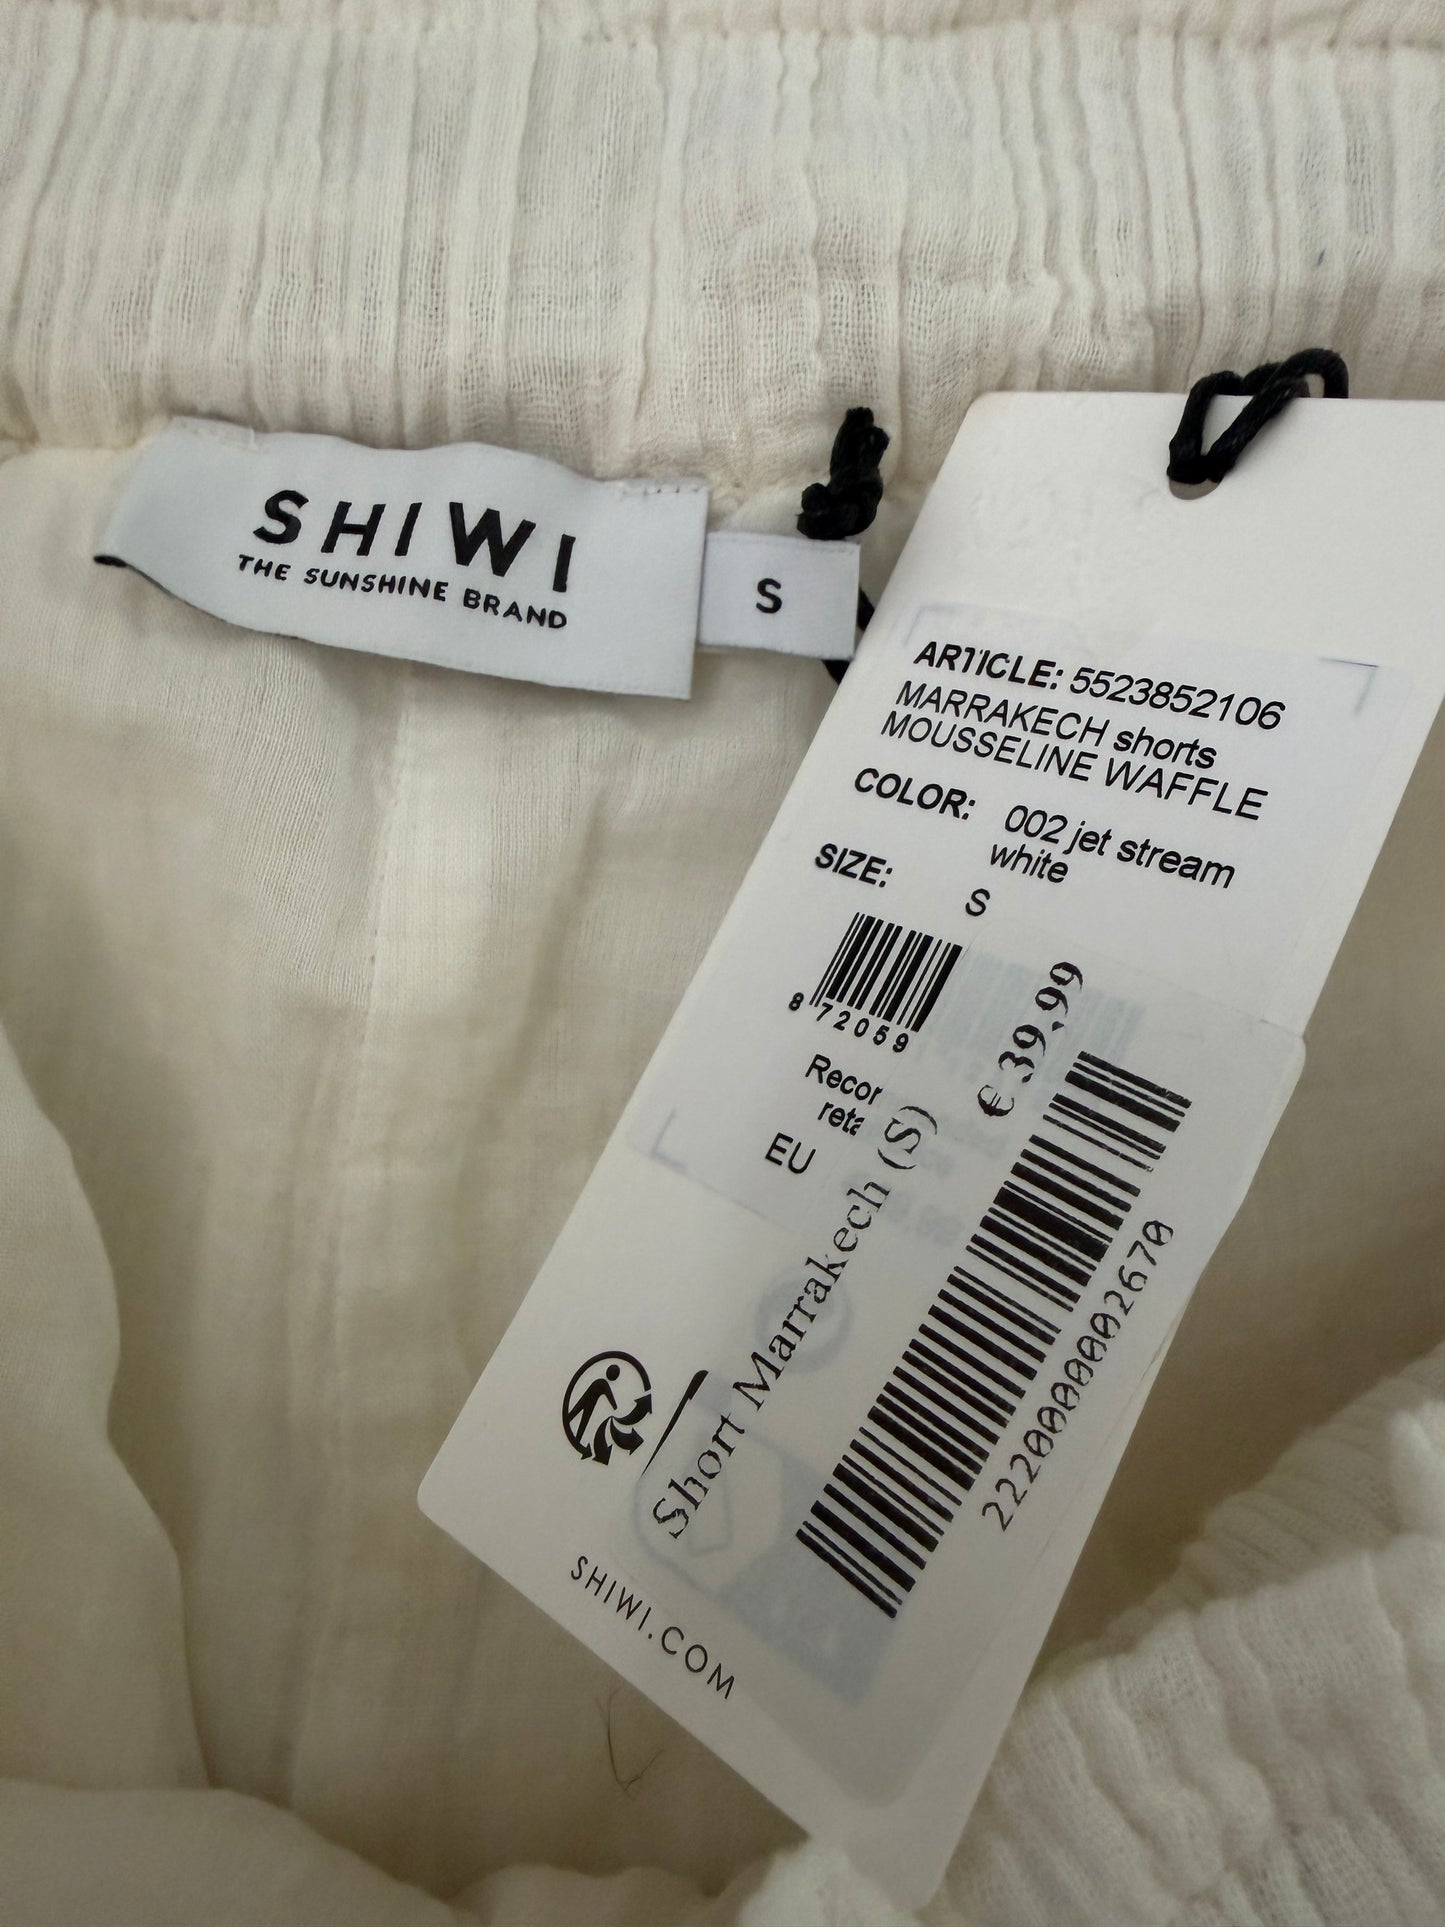 SHIWI
THE SUNSHINE BRAND
S
ARTICLE: 5523852106
MARRAKECH shorts
MOUSSELINE WAFFLE
COLOR: 002 jet stream
white
SIZE: S
8 72059
Recor
reta
EU
€ 39,99
Short Marrakech (S)
2220000002670
SHIWI.COM